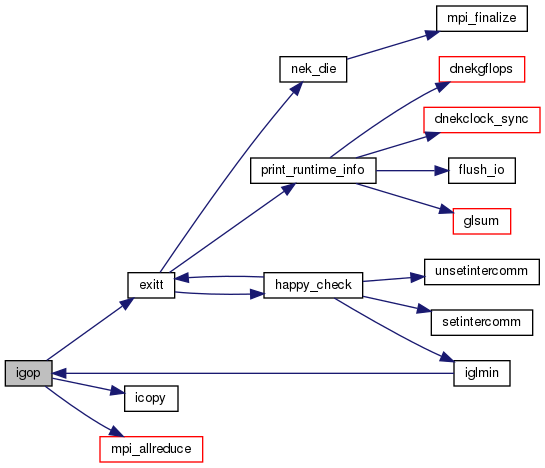 mpi_finalize
nek_die
dnekgflops
dnekclock_sync
print_runtime_info
flush_io
glsum
unsetintercomm
exitt
happy_check
setintercomm
igop
iglmin
icopy
mpi_allreduce